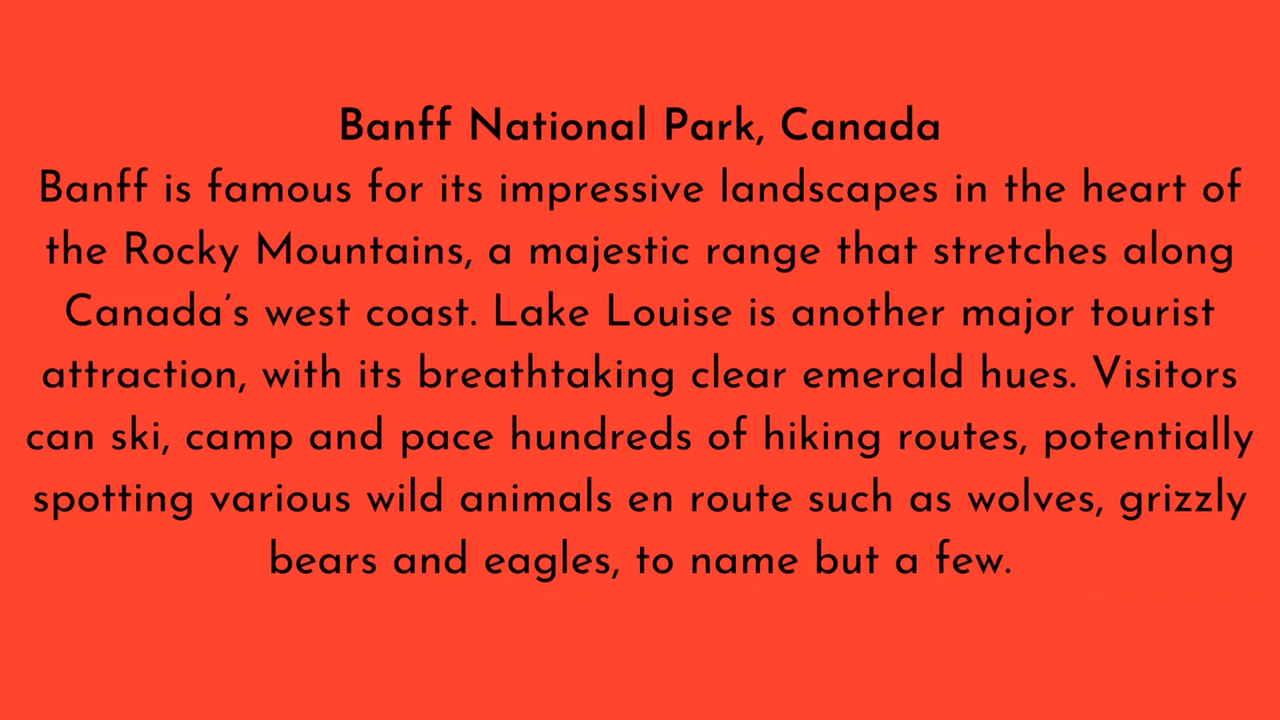 Banff National Park, Canada
Banff is famous for its impressive landscapes in the heart of
the Rocky Mountains, a majestic range that stretches along
Canada’s west coast. Lake Louise is another major tourist
attraction, with its breathtaking clear emerald hues. Visitors
can ski, camp and pace hundreds of hiking routes, potentially
spotting various wild animals en route such as wolves, grizzly
bears and eagles, to name but a few.